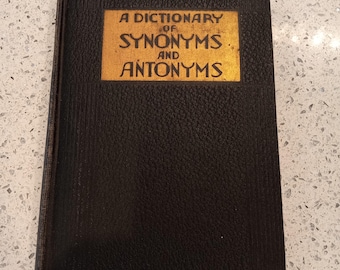 A DICTIONARY
OF
SYNONYMS
AND
ANTONYMS